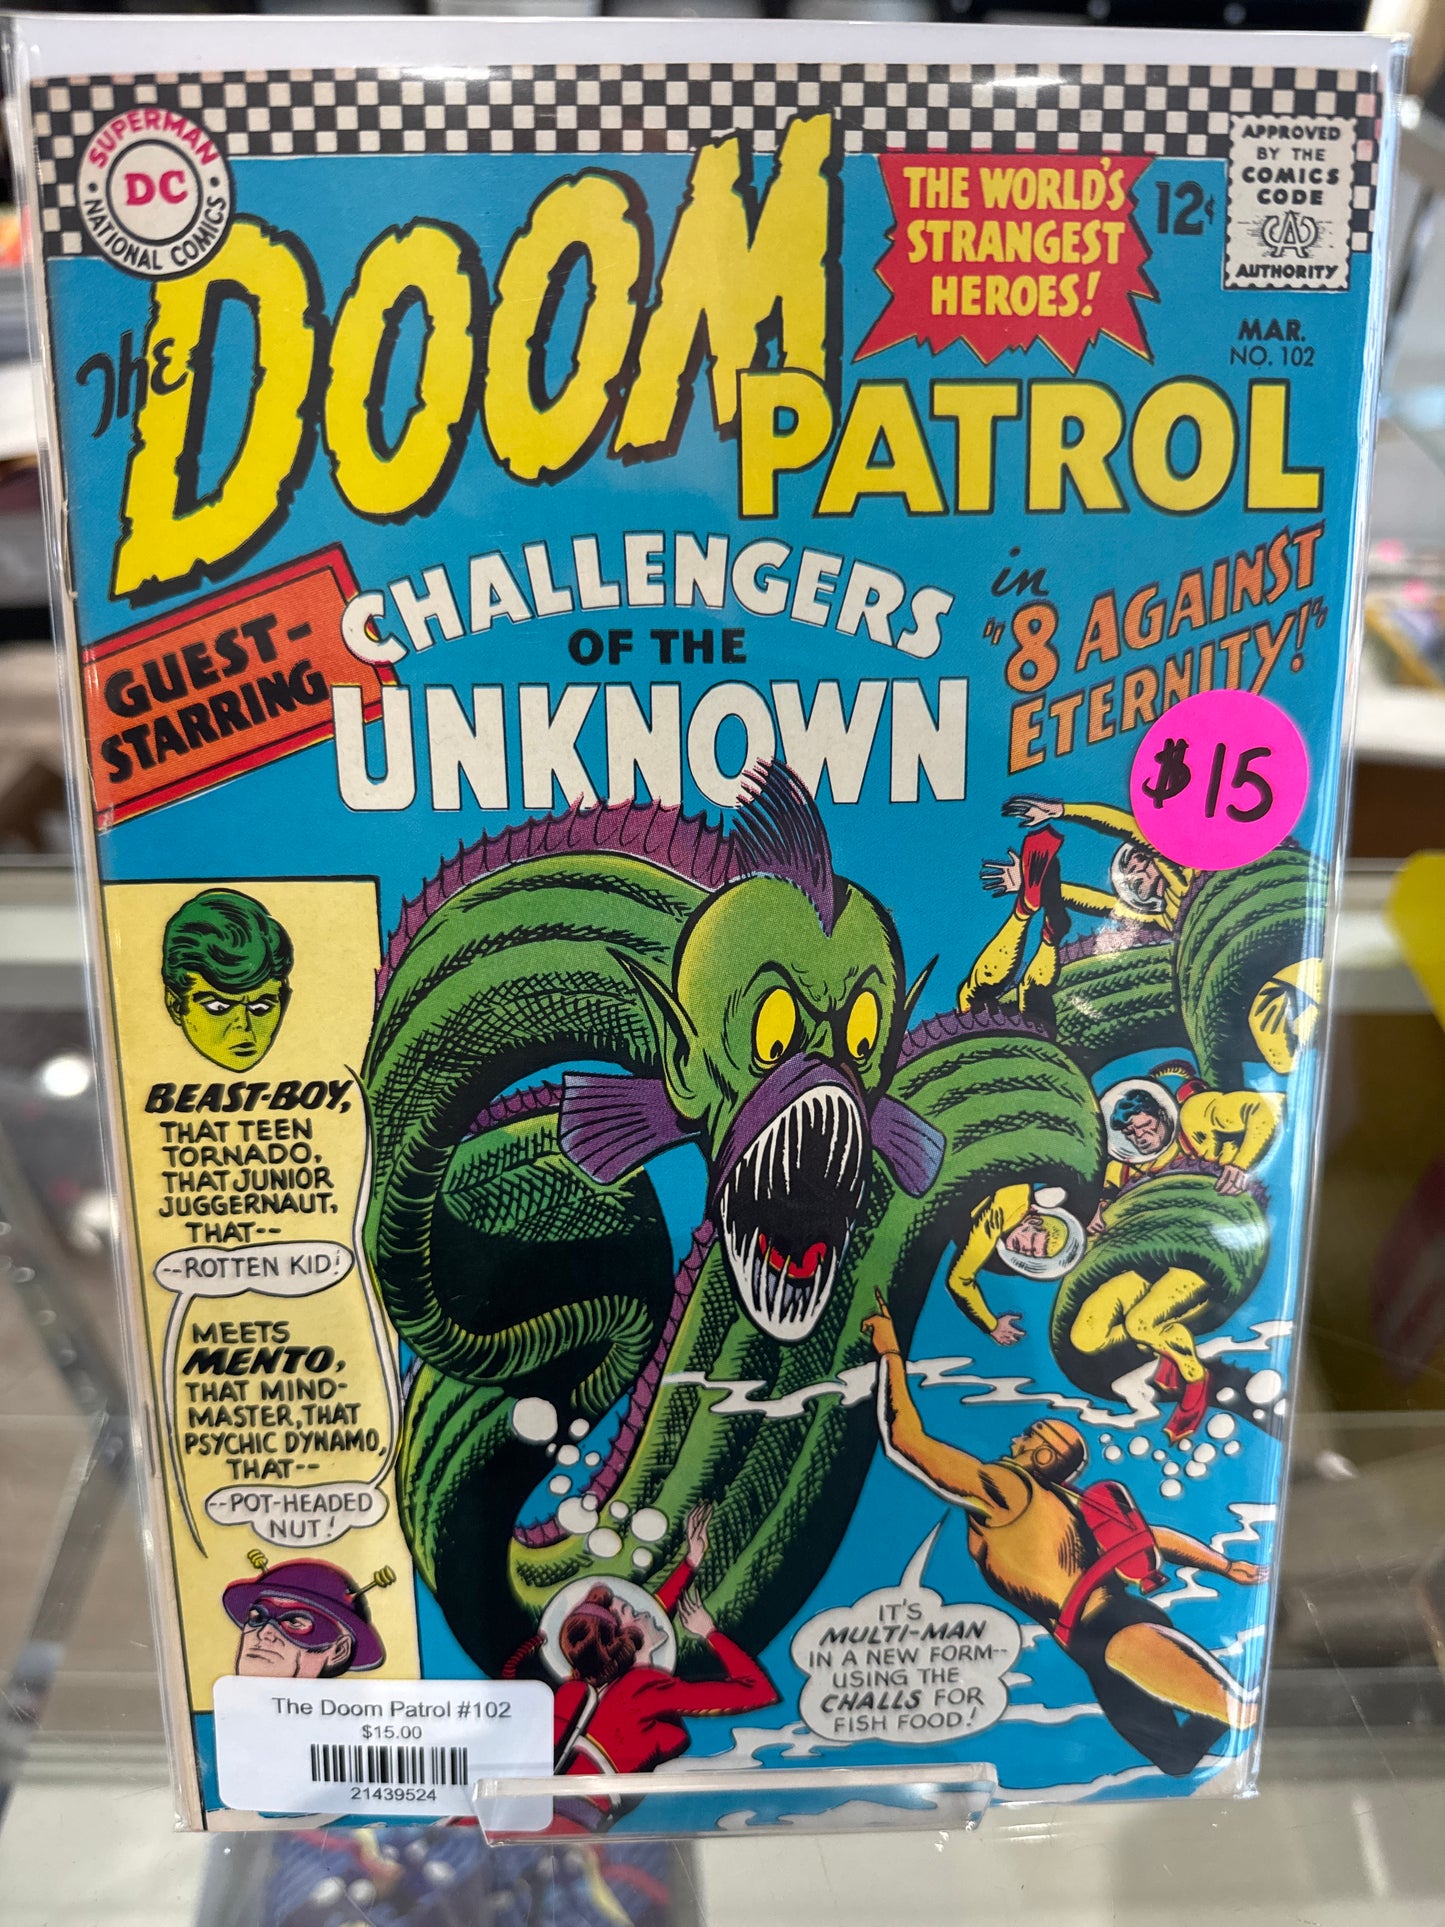 SUPERMAN
DC
NATIONAL COMICS
The DOOM
PATROL
THE WORLD'S
STRANGEST
HEROES!
12¢
APPROVED
BY THE
COMICS
CODE
AUTHORITY
MAR.
NO. 102
GUEST-
STARRING
CHALLENGERS
OF THE
UNKNOWN
in
"8 AGAINST
ETERNITY!"
$15
BEAST-BOY,
THAT TEEN
TORNADO,
THAT JUNIOR
JUGGERNAUT,
THAT--
--ROTTEN KID!
MEETS
MENTO,
THAT MIND-
MASTER, THAT
PSYCHIC DYNAMO,
THAT--
--POT-HEADED
NUT!
IT'S
MULTI-MAN
IN A NEW FORM--
USING THE
CHALLS FOR
FISH FOOD!
The Doom Patrol #102
$15.00
21439524